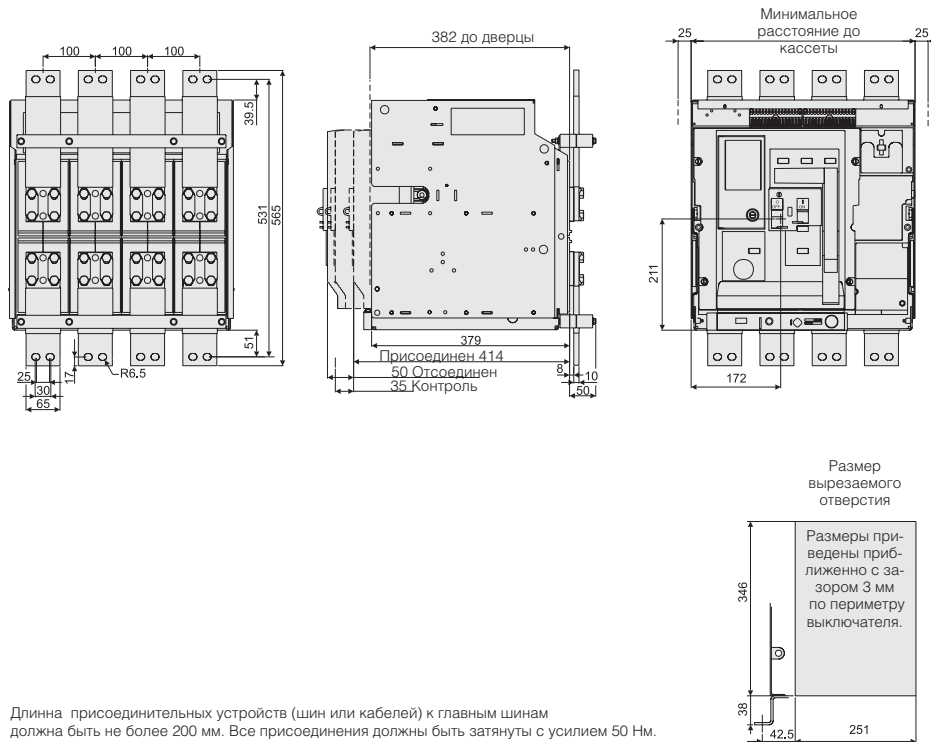 100
100
100
39.5
531
565
51
25
30
65
17
R6.5
382 до дверцы
379
Присоединен 414
50 Отсоединен
35 Контроль
8
10
50
Минимальное
расстояние до
кассеты
25
25
O
OFF
I
ON
211
172
Размер
вырезаемого
отверстия
Размеры при-
ведены приб-
лиженно с за-
зором 3 мм
по периметру
выключателя.
346
38
42.5
251
Длинна присоединительных устройств (шин или кабелей) к главным шинам
должна быть не более 200 мм. Все присоединения должны быть затянуты с усилием 50 Нм.